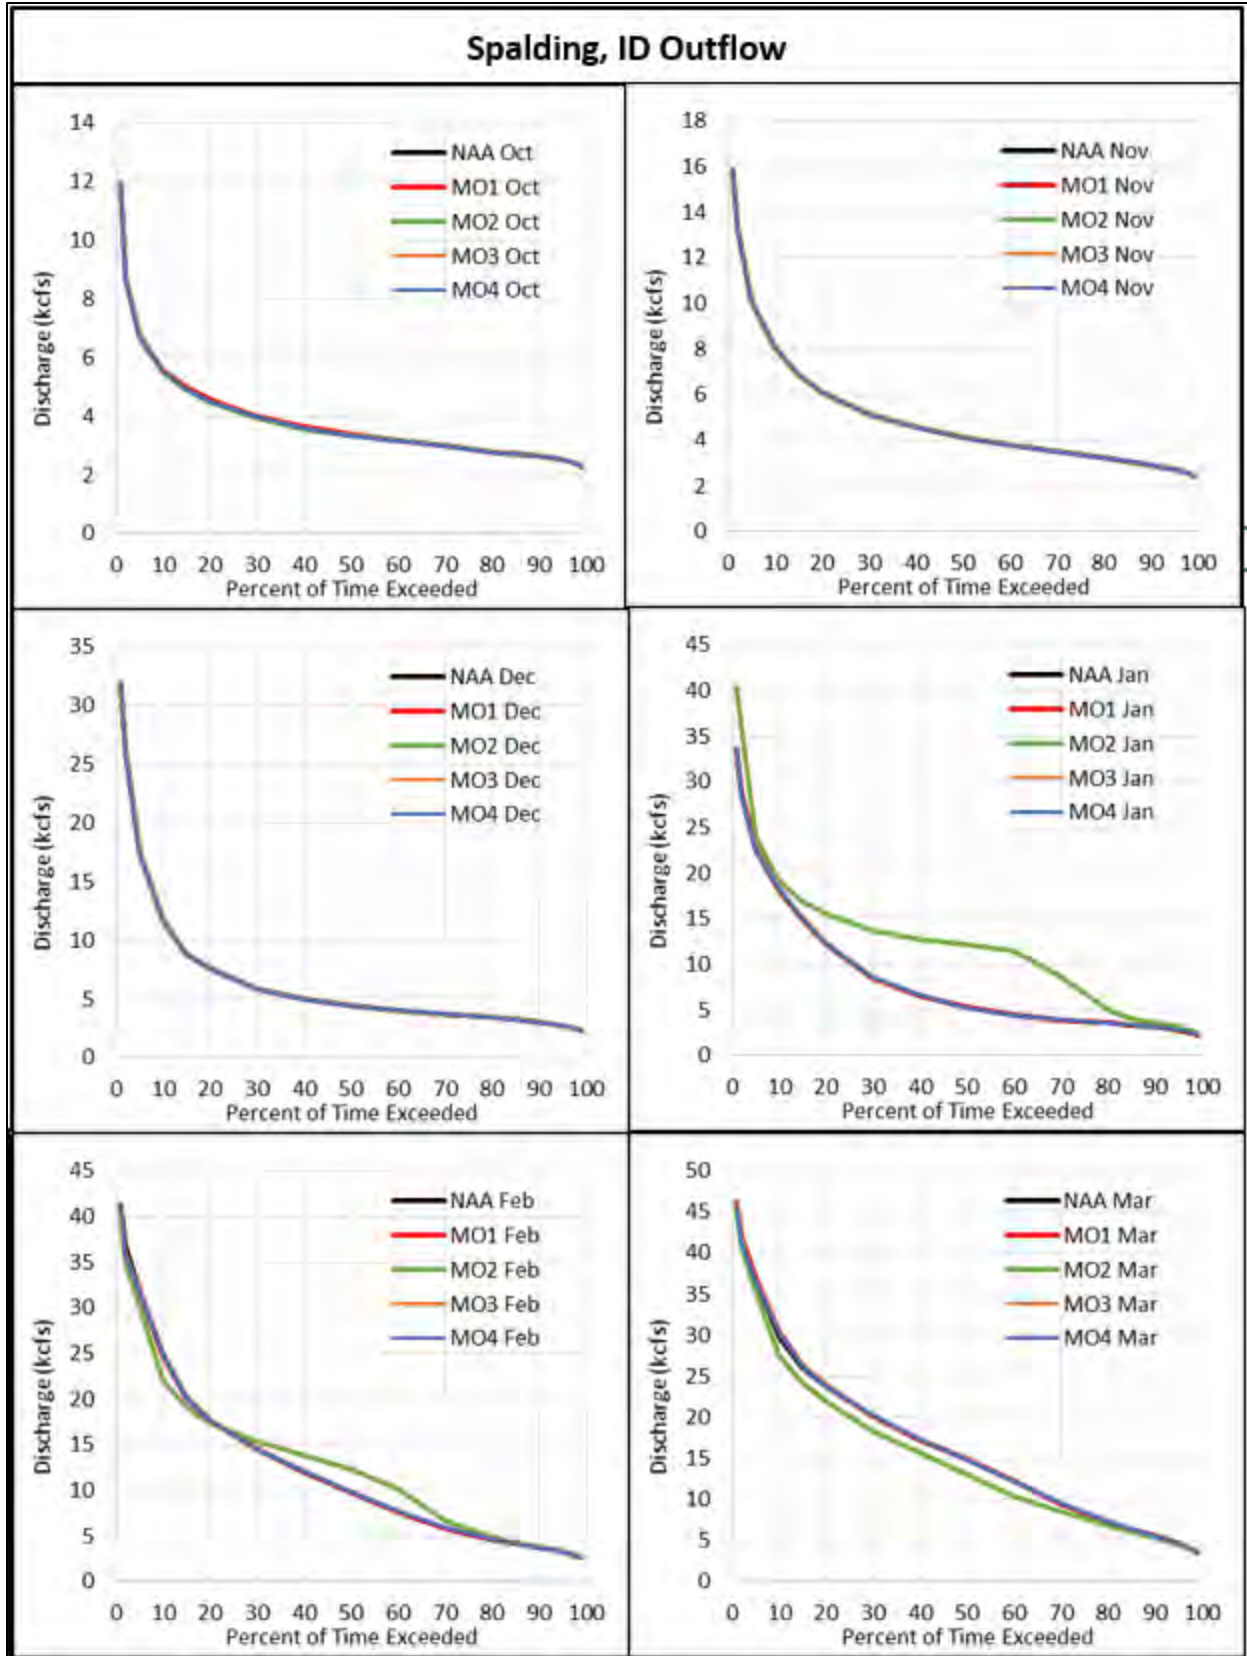 Spalding, ID Outflow
14
12
10
8
6
4
2
0
Discharge (kcfs)
NAA Oct
MO1 Oct
MO2 Oct
MO3 Oct
MO4 Oct
0 10 20 30 40 50 60 70 80 90 100
Percent of Time Exceeded
18
16
14
12
10
8
6
4
2
0
Discharge (kcfs)
NAA Nov
MO1 Nov
MO2 Nov
MO3 Nov
MO4 Nov
0 10 20 30 40 50 60 70 80 90 100
Percent of Time Exceeded
35
30
25
20
15
10
5
0
Discharge (kcfs)
NAA Dec
MO1 Dec
MO2 Dec
MO3 Dec
MO4 Dec
0 10 20 30 40 50 60 70 80 90 100
Percent of Time Exceeded
45
40
35
30
25
20
15
10
5
0
Discharge (kcfs)
NAA Jan
MO1 Jan
MO2 Jan
MO3 Jan
MO4 Jan
0 10 20 30 40 50 60 70 80 90 100
Percent of Time Exceeded
45
40
35
30
25
20
15
10
5
0
Discharge (kcfs)
NAA Feb
MO1 Feb
MO2 Feb
MO3 Feb
MO4 Feb
0 10 20 30 40 50 60 70 80 90 100
Percent of Time Exceeded
50
45
40
35
30
25
20
15
10
5
0
Discharge (kcfs)
NAA Mar
MO1 Mar
MO2 Mar
MO3 Mar
MO4 Mar
0 10 20 30 40 50 60 70 80 90 100
Percent of Time Exceeded